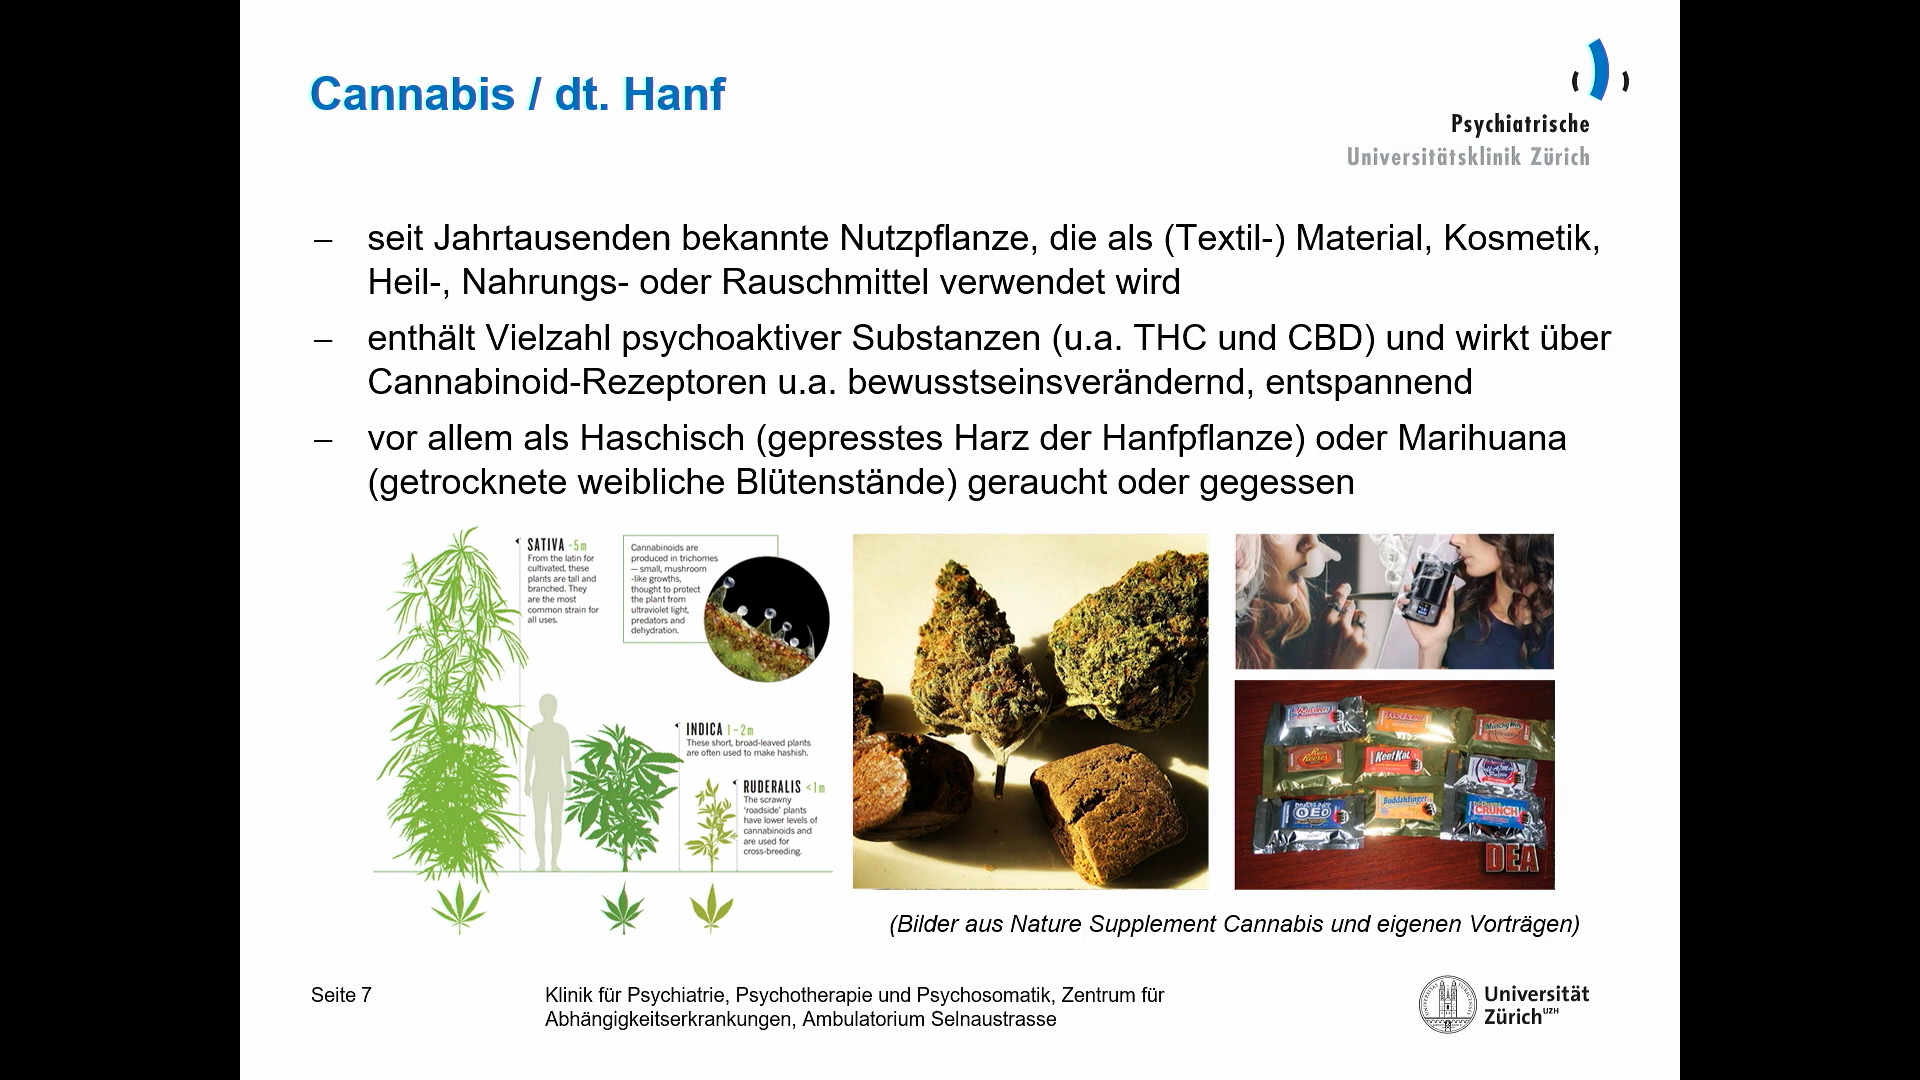 Cannabis / dt. Hanf
Psychiatrische
Universitätsklinik Zürich
– seit Jahrtausenden bekannte Nutzpflanze, die als (Textil-) Material, Kosmetik,
Heil-, Nahrungs- oder Rauschmittel verwendet wird
– enthält Vielzahl psychoaktiver Substanzen (u.a. THC und CBD) und wirkt über
Cannabinoid-Rezeptoren u.a. bewusstseinsverändernd, entspannend
– vor allem als Haschisch (gepresstes Harz der Hanfpflanze) oder Marihuana
(getrocknete weibliche Blütenstände) geraucht oder gegessen
SATIVA ~5m
From the latin for
cultivated, these
plants are tall and
branched. They
are the most
common strain for
all uses.
Cannabinoids are
produced in trichomes
— small, mushroom
-like growths,
thought to protect
the plant from
ultraviolet light,
predators and
dehydration.
INDICA 1–2m
These short, broad-leaved plants
are often used to make hashish.
RUDERALIS <1m
The scrawny
‘roadside’ plants
have lower levels of
cannabinoids and
are used for
cross-breeding.
Munchy Way
Reefers
KeefKat
Buddahfinger
CRUNCH
DEA
(Bilder aus Nature Supplement Cannabis und eigenen Vorträgen)
Seite 7
Klinik für Psychiatrie, Psychotherapie und Psychosomatik, Zentrum für
Abhängigkeitserkrankungen, Ambulatorium Selnaustrasse
Universität
Zürich UZH